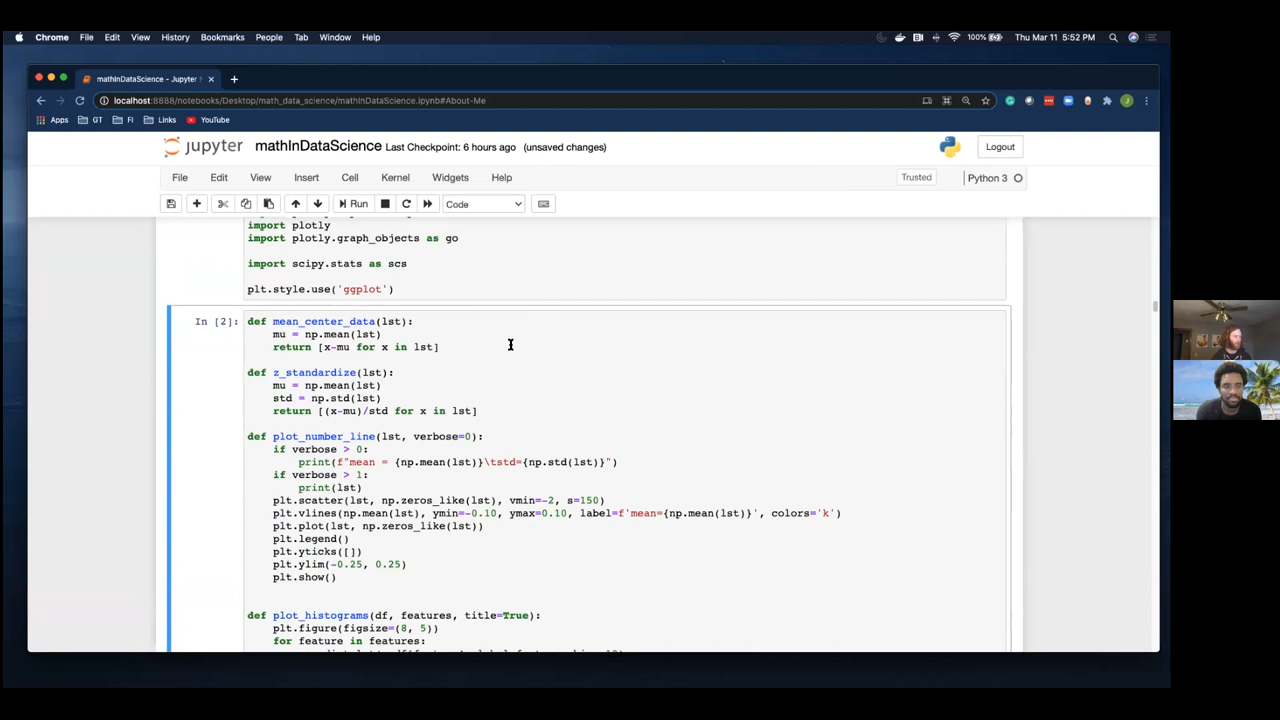 Chrome File Edit View History Bookmarks People Tab Window Help 100% Thu Mar 11 5:52 PM
mathInDataScience - Jupyter
localhost:8888/notebooks/Desktop/math_data_science/mathInDataScience.ipynb#About-Me
Apps GT FI Links YouTube
jupyter mathInDataScience Last Checkpoint: 6 hours ago (unsaved changes) Logout
File Edit View Insert Cell Kernel Widgets Help Trusted Python 3
Run Code
import plotly
import plotly.graph_objects as go
import scipy.stats as scs
plt.style.use('ggplot')
In [2]: def mean_center_data(lst):
mu = np.mean(lst)
return [x-mu for x in lst]
def z_standardize(lst):
mu = np.mean(lst)
std = np.std(lst)
return [(x-mu)/std for x in lst]
def plot_number_line(lst, verbose=0):
if verbose > 0:
print(f"mean = {np.mean(lst)}\tstd={np.std(lst)}")
if verbose > 1:
print(lst)
plt.scatter(lst, np.zeros_like(lst), vmin=-2, s=150)
plt.vlines(np.mean(lst), ymin=-0.10, ymax=0.10, label=f'mean={np.mean(lst)}', colors='k')
plt.plot(lst, np.zeros_like(lst))
plt.legend()
plt.yticks([])
plt.ylim(-0.25, 0.25)
plt.show()
def plot_histograms(df, features, title=True):
plt.figure(figsize=(8, 5))
for feature in features: